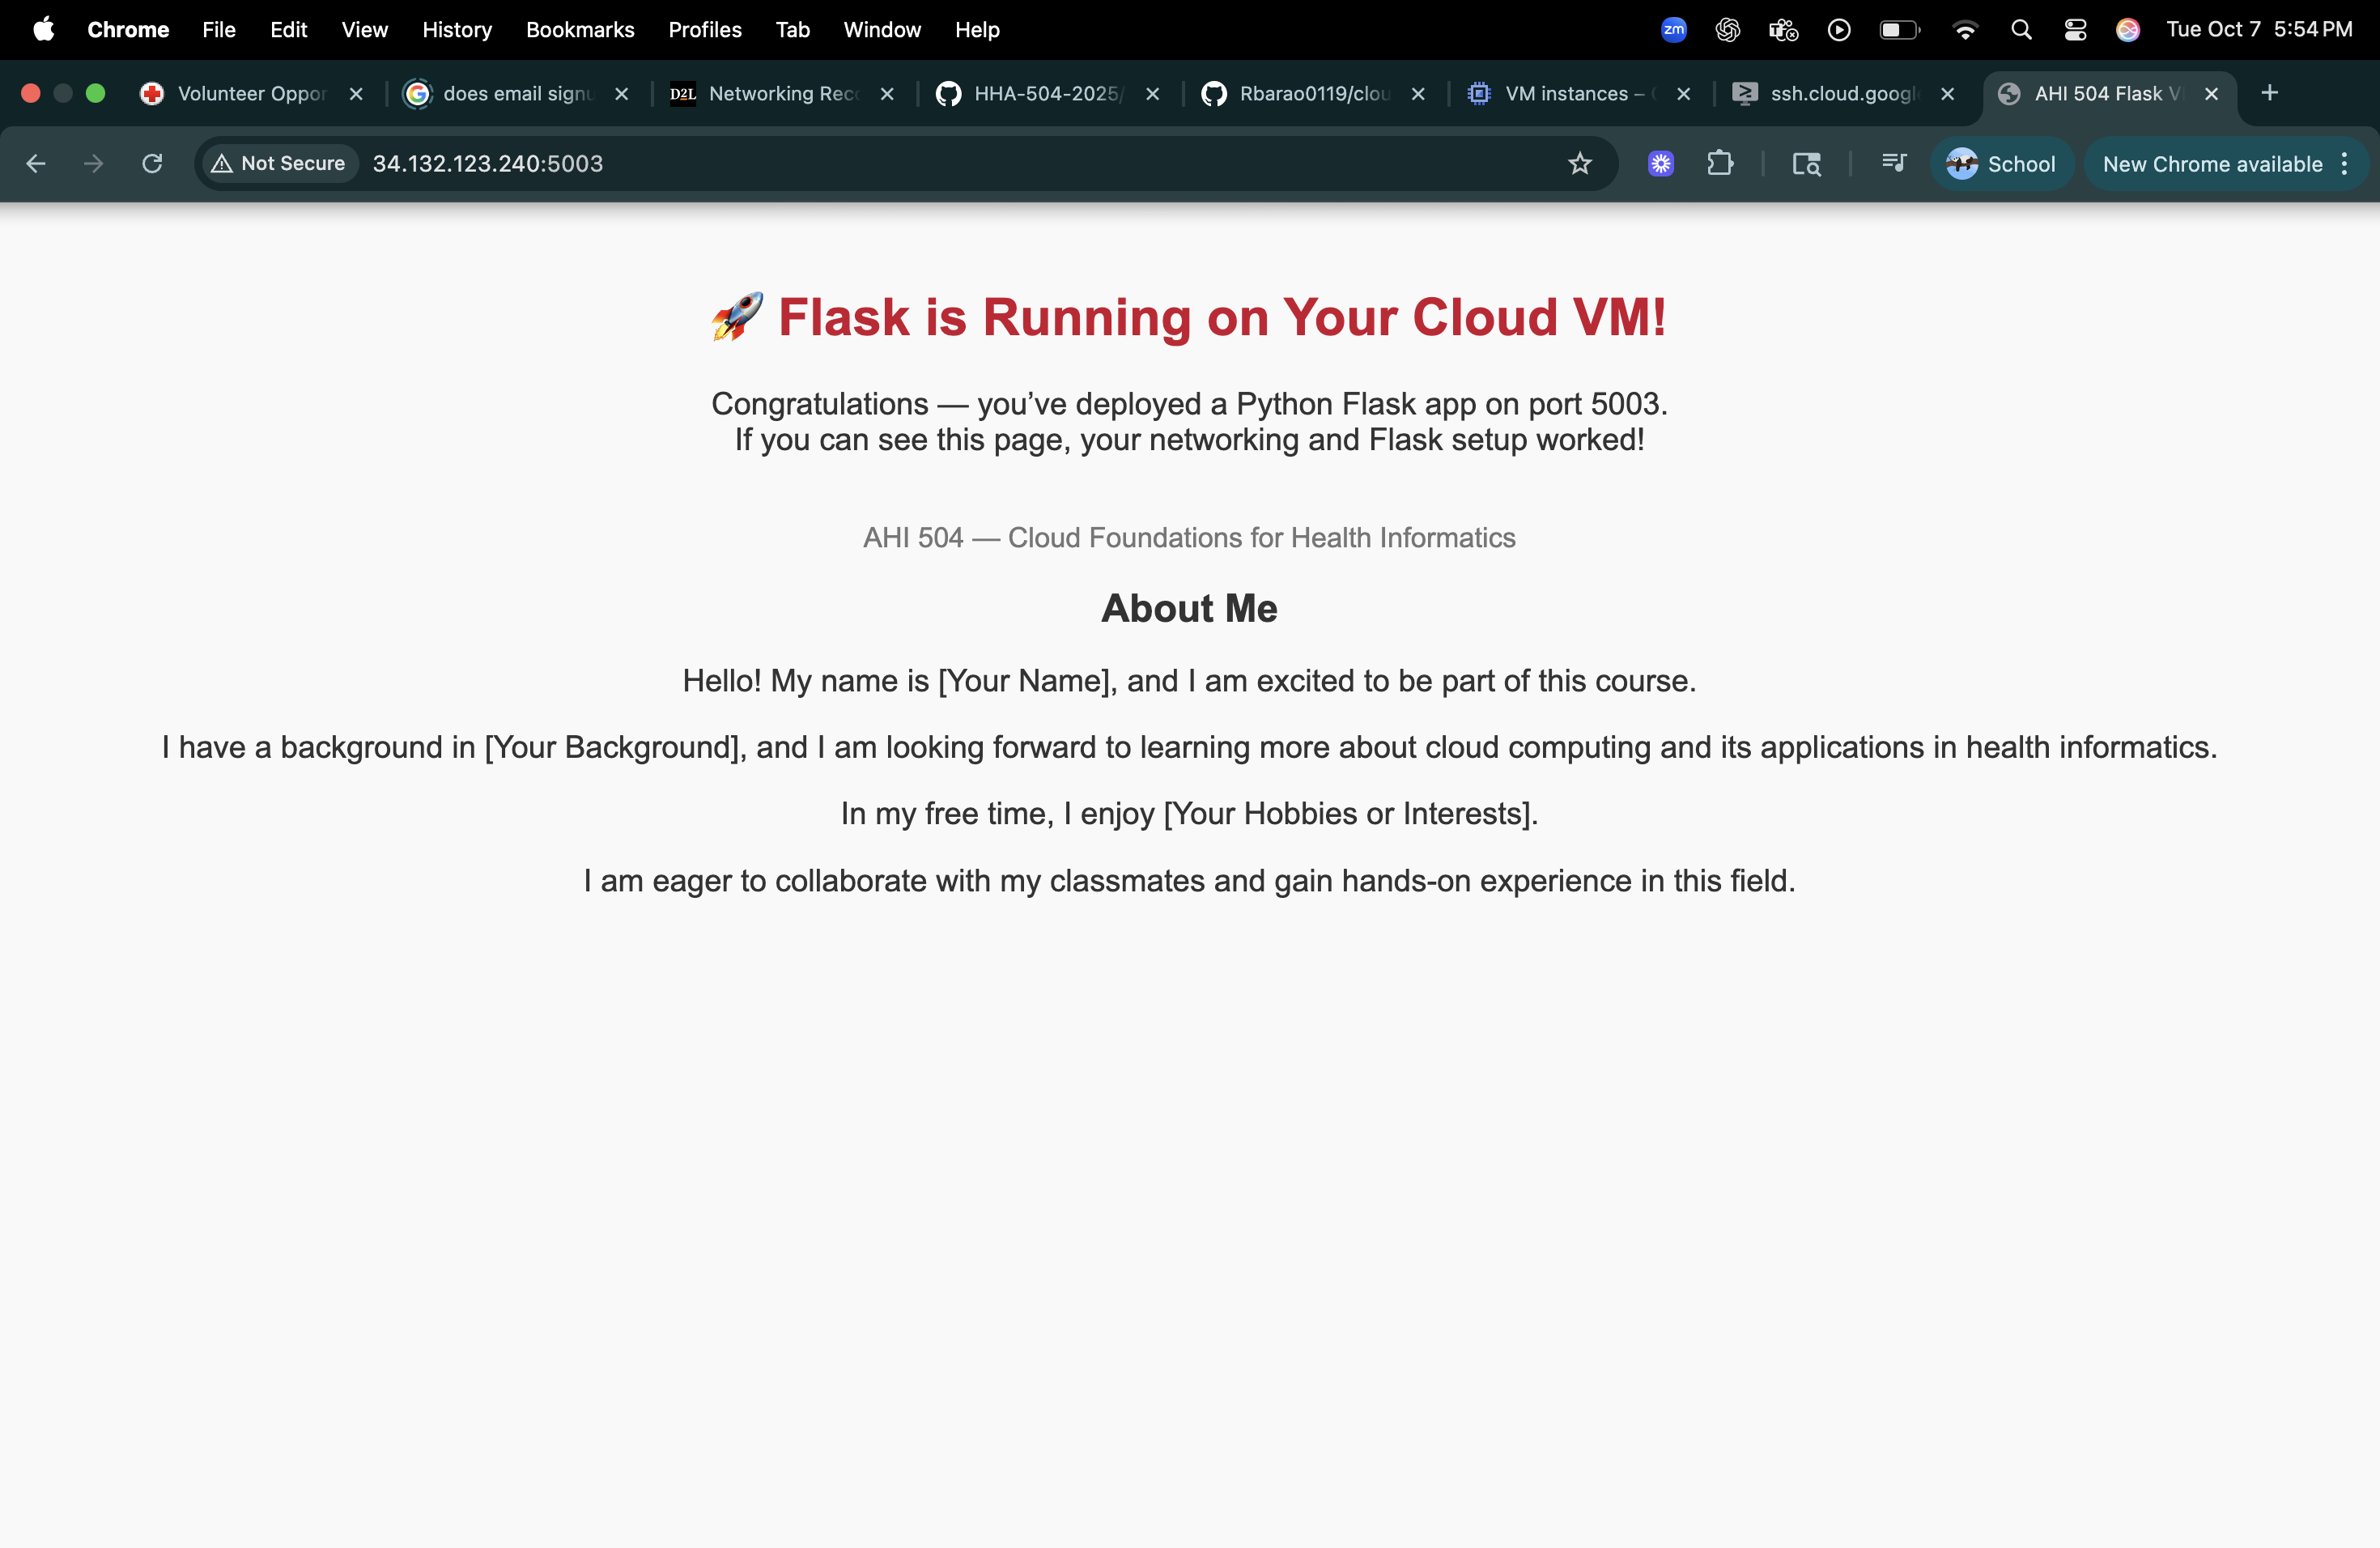 Chrome File Edit View History Bookmarks Profiles Tab Window Help zm Tue Oct 7 5:54 PM
Volunteer Oppor does email signu D2L Networking Rec HHA-504-2025/ Rbarao0119/clou VM instances – ssh.cloud.googl AHI 504 Flask V
Not Secure 34.132.123.240:5003 School New Chrome available
🚀 Flask is Running on Your Cloud VM!
Congratulations — you’ve deployed a Python Flask app on port 5003.
If you can see this page, your networking and Flask setup worked!
AHI 504 — Cloud Foundations for Health Informatics
About Me
Hello! My name is [Your Name], and I am excited to be part of this course.
I have a background in [Your Background], and I am looking forward to learning more about cloud computing and its applications in health informatics.
In my free time, I enjoy [Your Hobbies or Interests].
I am eager to collaborate with my classmates and gain hands-on experience in this field.